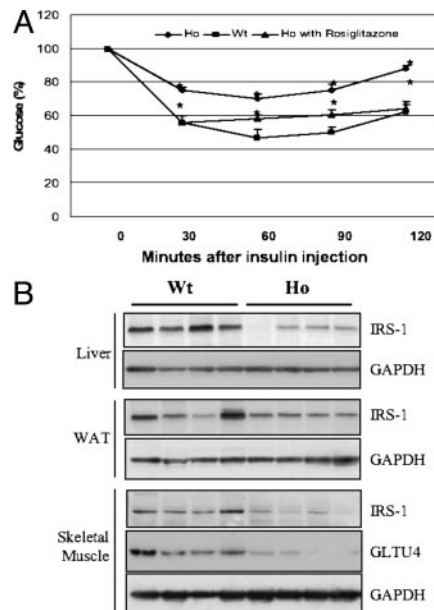 A
Ho Wt Ho with Rosiglitazone
120
100
80
60
40
20
0
Glucose (%)
* * * *
* * * *
0 30 60 90 120
Minutes after insulin injection
B
Wt Ho
Liver
IRS-1
GAPDH
WAT
IRS-1
GAPDH
Skeletal
Muscle
IRS-1
GLTU4
GAPDH